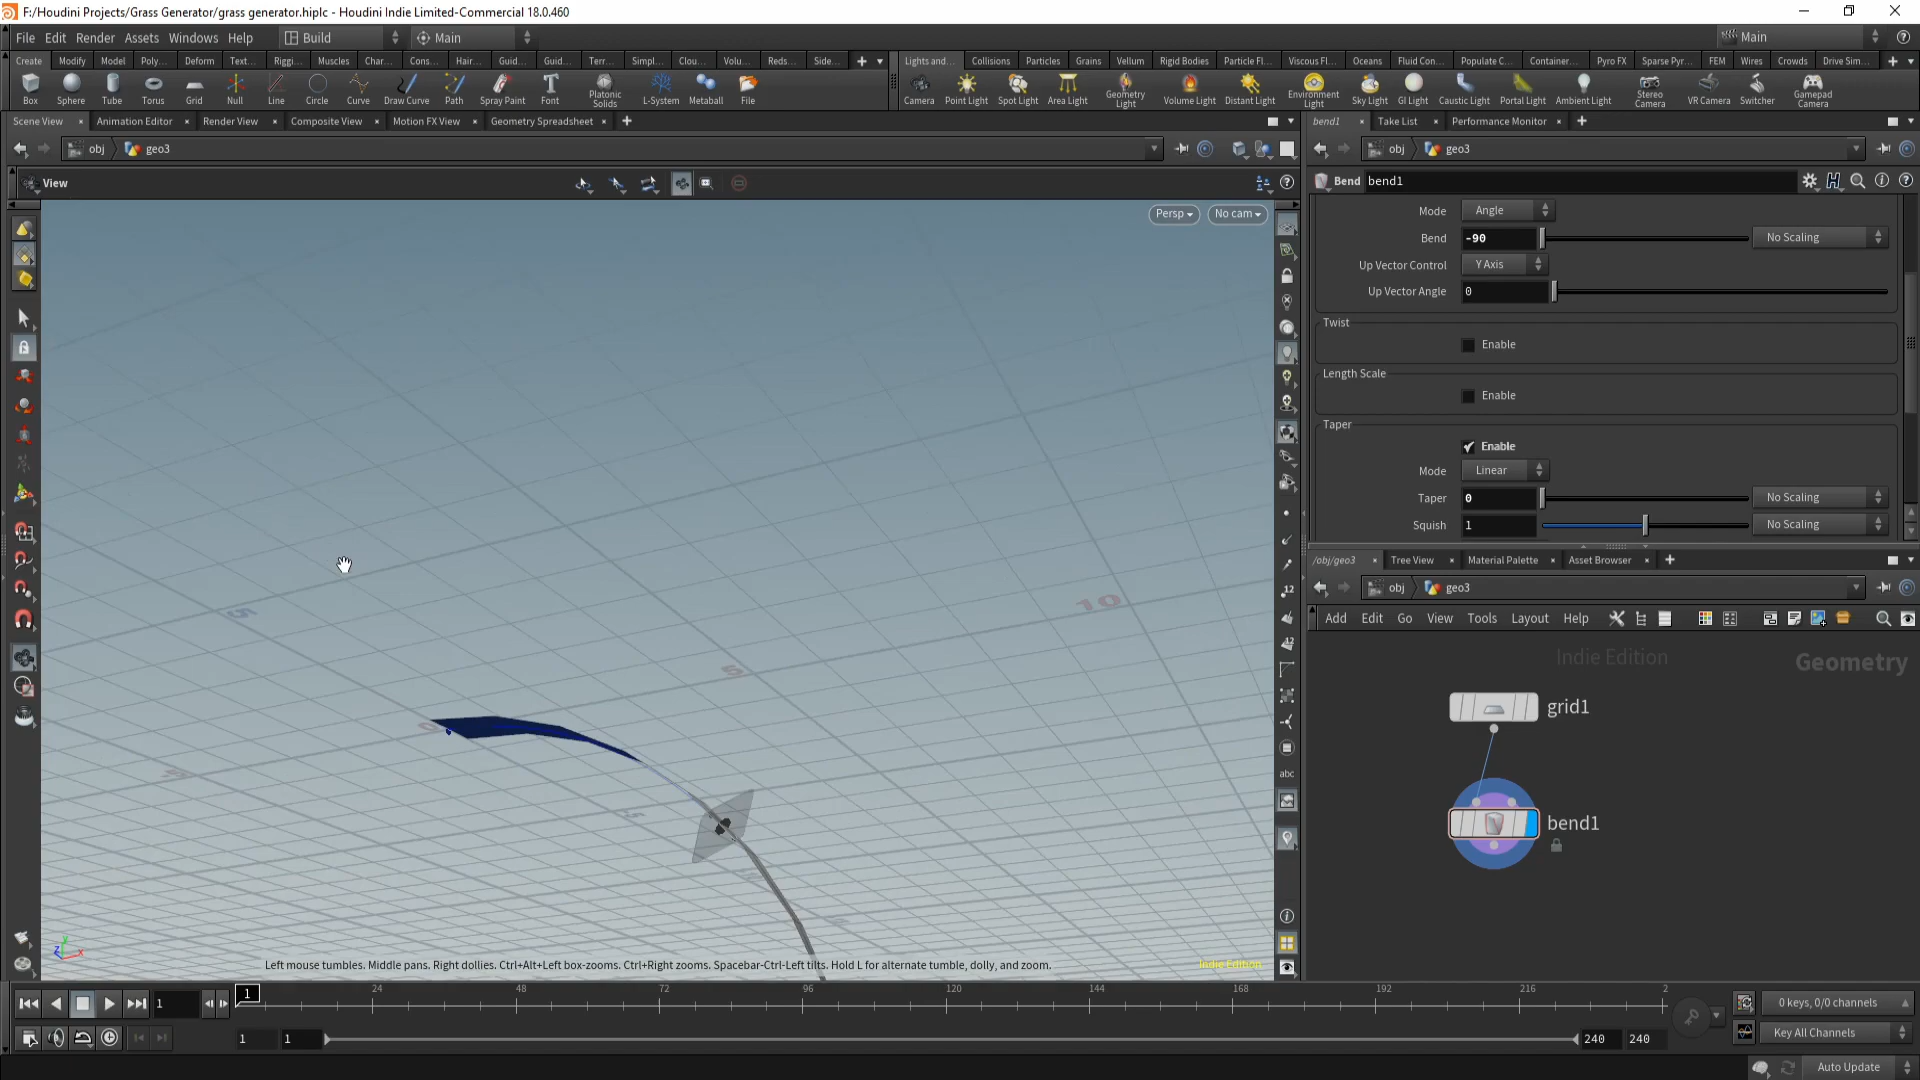 F:/Houdini Projects/Grass Generator/grass generator.hiplc - Houdini Indie Limited-Commercial 18.0.460
File Edit Render Assets Windows Help Build Main Main
Create Modify Model Poly... Deform Text... Riggi... Muscles Char... Cons... Hair... Guid... Guid... Terr... Simpl... Clou... Volu... Reds... Side...
Lights and... Collisions Particles Grains Vellum Rigid Bodies Particle Fl... Viscous Fl... Oceans Fluid Con... Populate C... Container... Pyro FX Sparse Pyr... FEM Wires Crowds Drive Sim...
Box Sphere Tube Torus Grid Null Line Circle Curve Draw Curve Path Spray Paint Font Platonic Solids L-System Metaball File
Camera Point Light Spot Light Area Light Geometry Light Volume Light Distant Light Environment Light Sky Light GI Light Caustic Light Portal Light Ambient Light Stereo Camera VR Camera Switcher Gamepad Camera
Scene View Animation Editor Render View Composite View Motion FX View Geometry Spreadsheet
bend1 Take List Performance Monitor
obj geo3
obj geo3
View
Bend bend1
Persp No cam
Mode Angle
Bend -90 No Scaling
Up Vector Control Y Axis
Up Vector Angle 0
Twist
Enable
Length Scale
Enable
Taper
Enable
Mode Linear
Taper 0 No Scaling
Squish 1 No Scaling
/obj/geo3 Tree View Material Palette Asset Browser
obj geo3
Add Edit Go View Tools Layout Help
Indie Edition Geometry
grid1
bend1
5
10
5
0
abc
12
Left mouse tumbles. Middle pans. Right dollies. Ctrl+Alt+Left box-zooms. Ctrl+Right zooms. Spacebar-Ctrl-Left tilts. Hold L for alternate tumble, dolly, and zoom.
Indie Edition
1 1 24 48 72 96 120 144 168 192 216 2
0 keys, 0/0 channels
1 1 240 240
Key All Channels
Auto Update